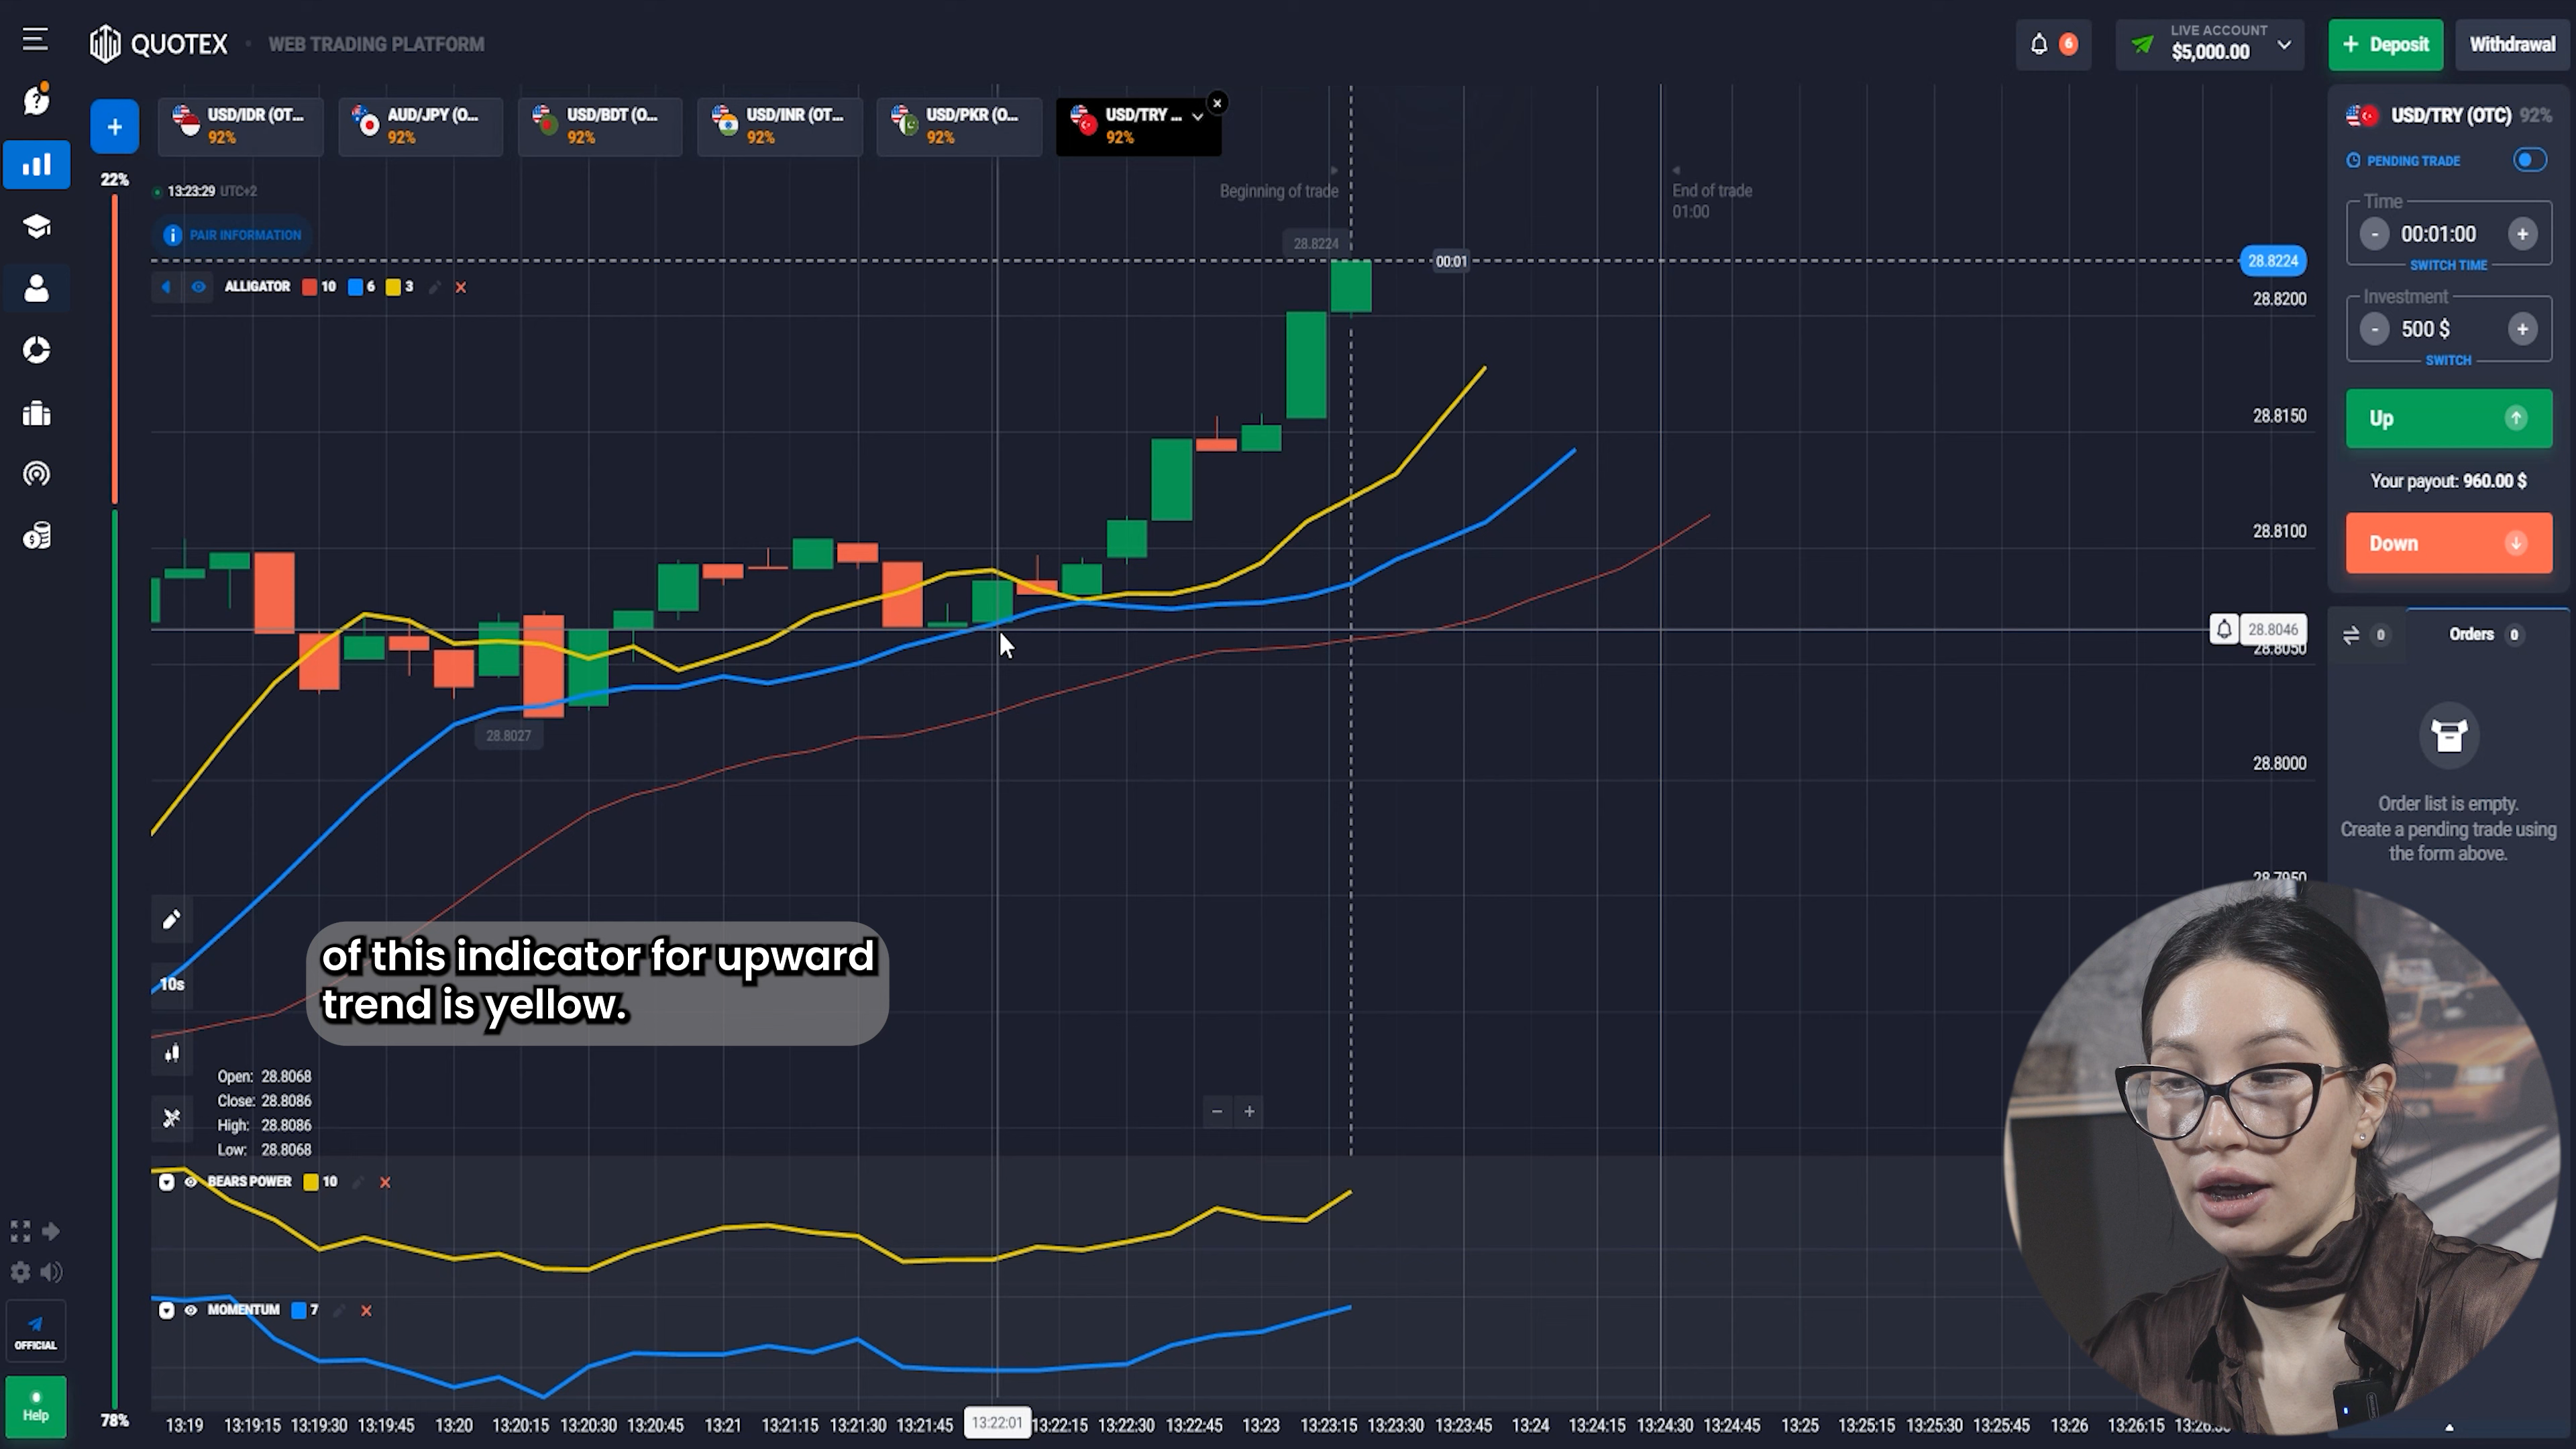 QUOTEX
WEB TRADING PLATFORM
6
LIVE ACCOUNT
$5,000.00
+ Deposit
Withdrawal
+
USD/IDR (OT...
92%
AUD/JPY (O...
92%
USD/BDT (O...
92%
USD/INR (OT...
92%
USD/PKR (O...
92%
USD/TRY ...
92%
USD/TRY (OTC) 92%
PENDING TRADE
22%
13:23:29 UTC+2
Beginning of trade
End of trade
01:00
PAIR INFORMATION
28.8224
00:01
28.8224
ALLIGATOR 10 6 3
28.8200
28.8150
28.8100
28.8046
28.8050
28.8027
28.8000
28.7950
Time
- 00:01:00 +
SWITCH TIME
Investment
- 500 $ +
SWITCH
Up
Your payout: 960.00 $
Down
0
Orders 0
Order list is empty.
Create a pending trade using
the form above.
10s
of this indicator for upward
trend is yellow.
Open: 28.8068
Close: 28.8086
High: 28.8086
Low: 28.8068
− +
BEARS POWER 10
MOMENTUM 7
OFFICIAL
Help
78%
13:19 13:19:15 13:19:30 13:19:45 13:20 13:20:15 13:20:30 13:20:45 13:21 13:21:15 13:21:30 13:21:45 13:22:01 13:22:15 13:22:30 13:22:45 13:23 13:23:15 13:23:30 13:23:45 13:24 13:24:15 13:24:30 13:24:45 13:25 13:25:15 13:25:30 13:25:45 13:26 13:26:15